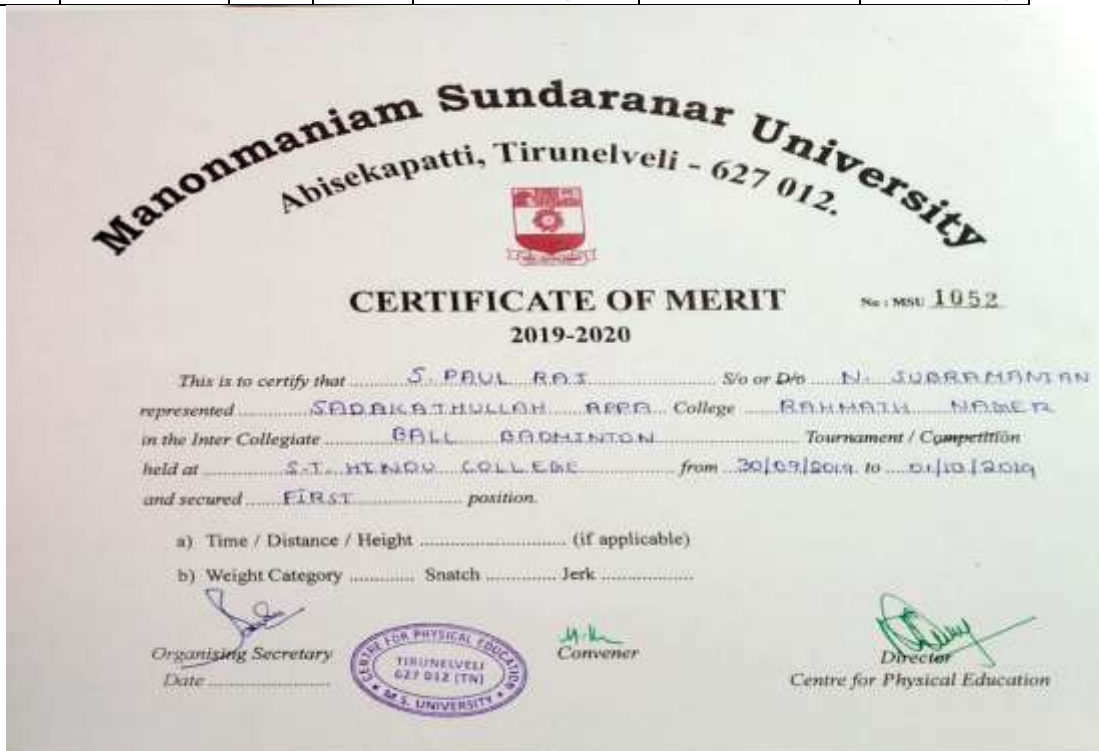 Manonmaniam Sundaranar University
Abisekapatti, Tirunelveli - 627 012.
CERTIFICATE OF MERIT
No : MSU 1052
2019-2020
This is to certify that S. PAUL RAJ S/o or D/o N. SUBRAMANIAN
represented SADAKATHULLAH APPA College RAHMATH NAGER
in the Inter Collegiate BALL BADMINTON Tournament / Competition
held at S.T. HINDU COLLEGE from 30/09/2019 to 01/10/2019
and secured FIRST position.
a) Time / Distance / Height (if applicable)
b) Weight Category Snatch Jerk
Organising Secretary
Date
CENTRE FOR PHYSICAL EDUCATION
TIRUNELVELI
627 012 (TN)
M.S. UNIVERSITY
Convener
Director
Centre for Physical Education